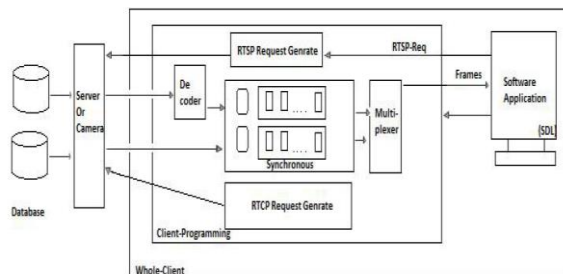 RTSP Request Genrate
RTSP-Req
Server
Or
Camera
De
coder
Frames
Software
Application
Multi-
plexer
....
....
(SDL)
Synchronous
RTCP Request Genrate
Database
Client-Programming
Whole-Client